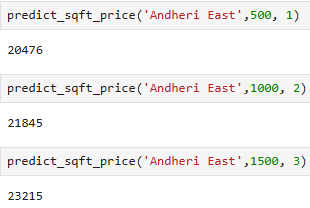 predict_sqft_price('Andheri East',500, 1)
20476
predict_sqft_price('Andheri East',1000, 2)
21845
predict_sqft_price('Andheri East',1500, 3)
23215